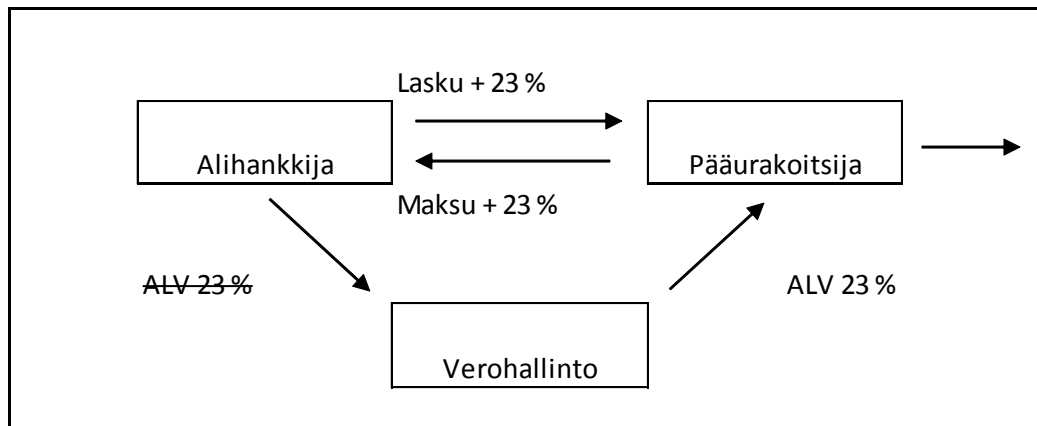 Lasku + 23 %
Alihankkija
Pääurakoitsija
Maksu + 23 %
ALV 23 %
ALV 23 %
Verohallinto